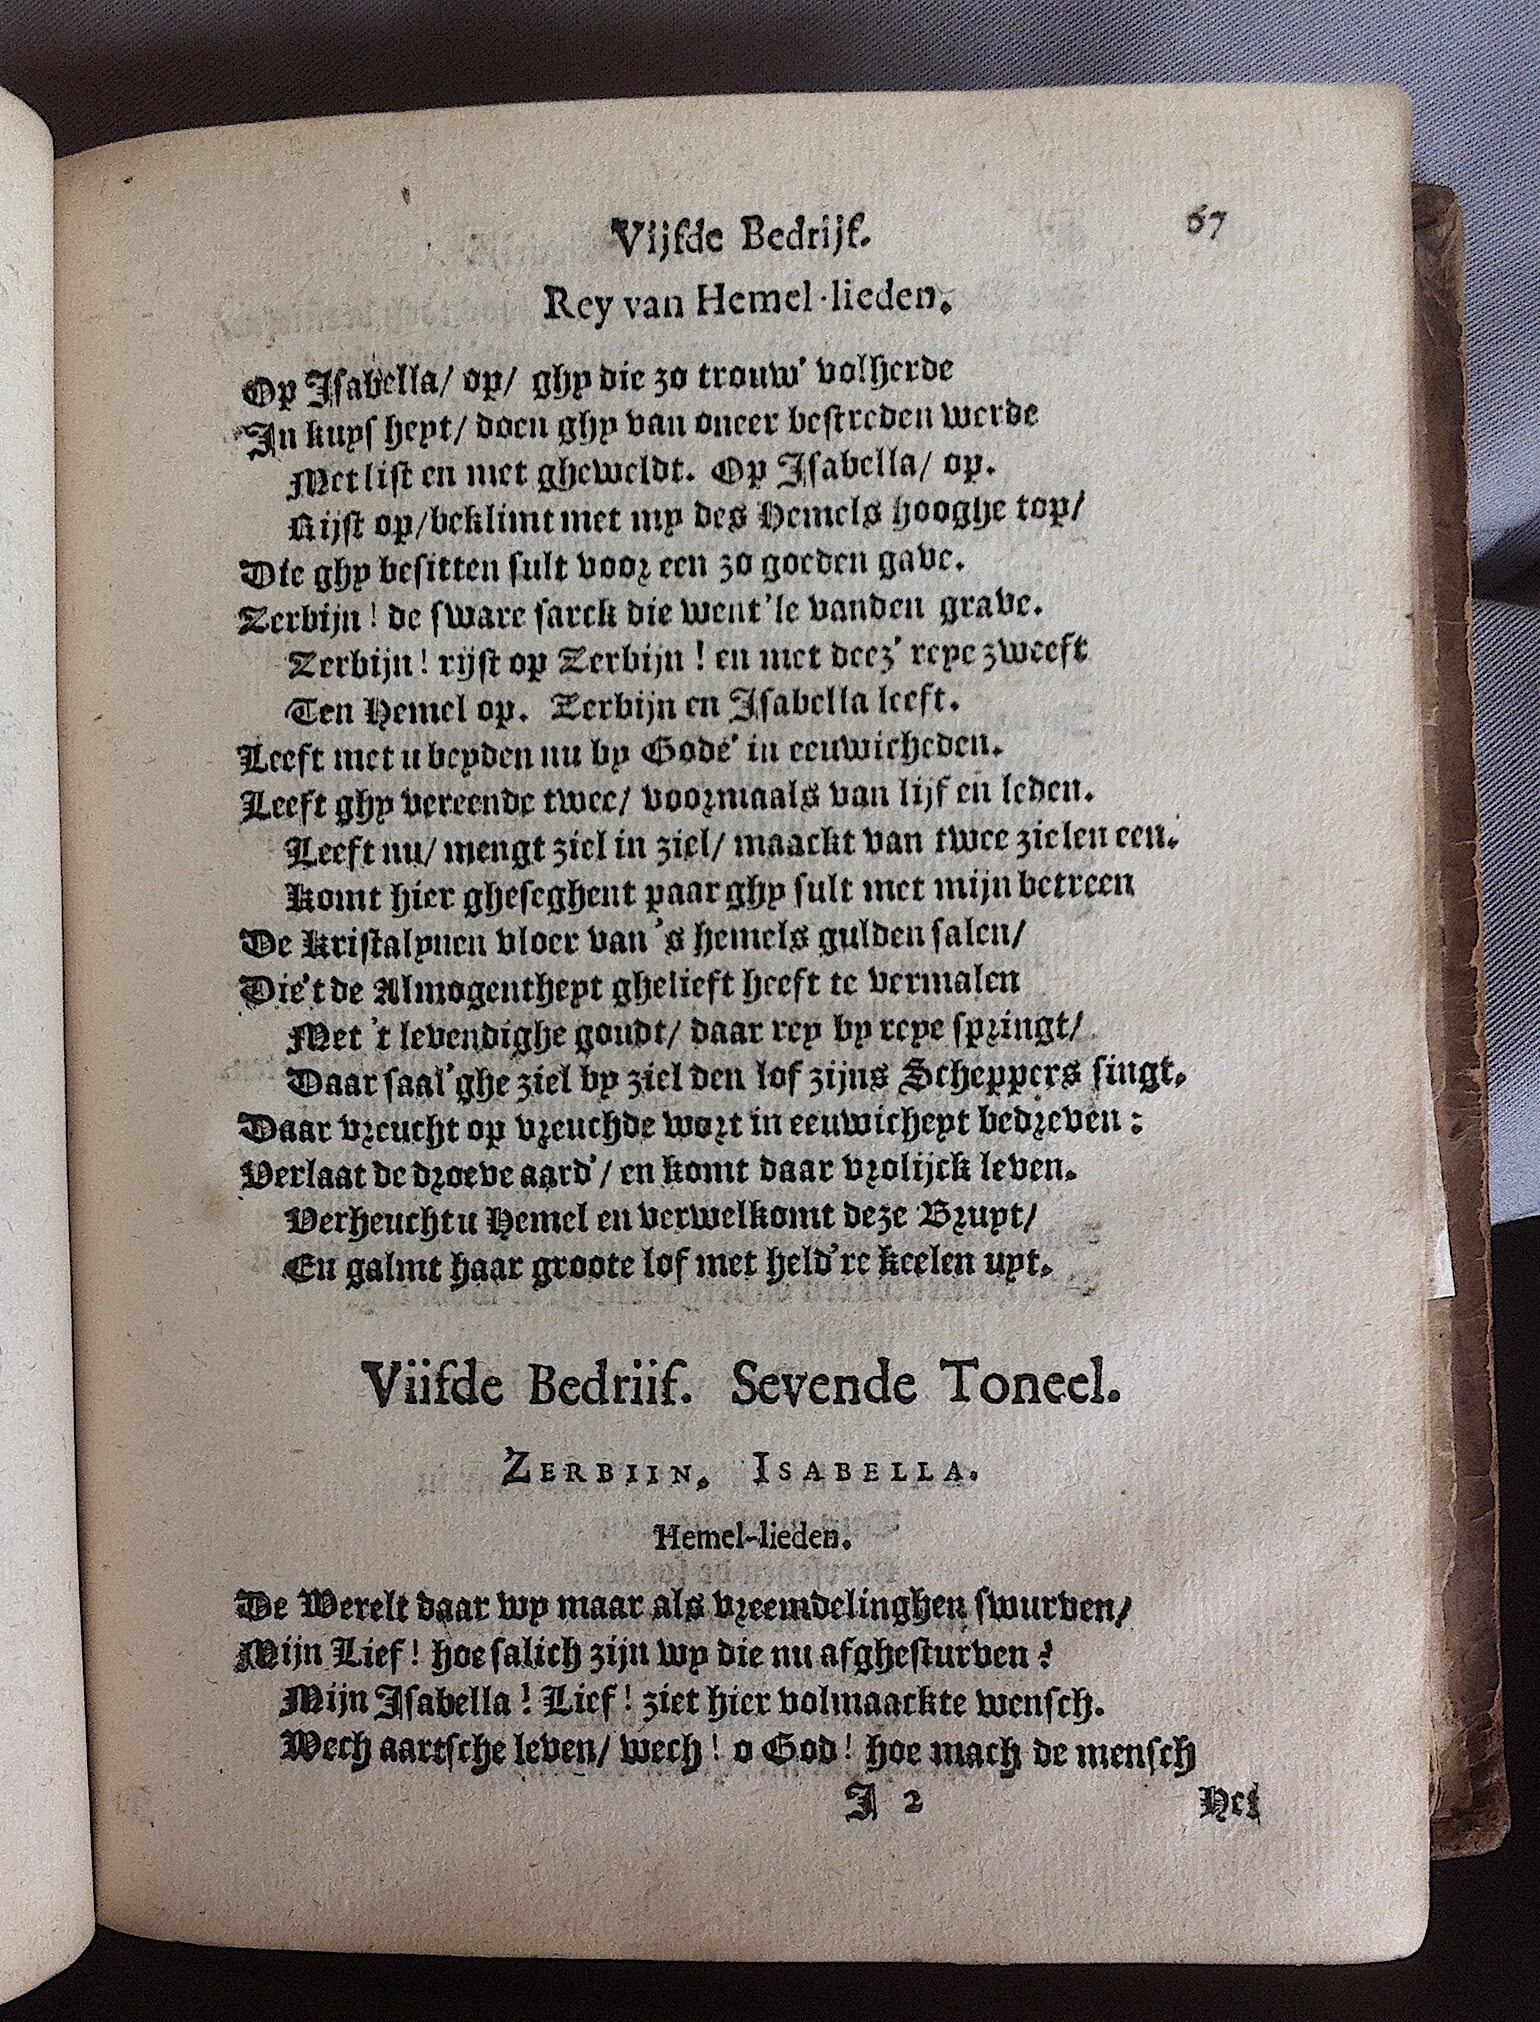 Vijfde Bedrijf. 67
Rey van Hemel-lieden.
Op Isabella/ op/ ghy die zo trouw' volherde
In kuysheyt/ doen ghy van oneer bestreden werde
Met list en met gheweldt. Op Isabella/ op.
Rijst op/ beklimt met my des Hemels hooghe top/
Die ghy besitten sult voor een zo goeden gave.
Zerbijn! de sware sarck die went'le vanden grave.
Zerbijn! rijst op Zerbijn! en met deez' reye zweeft
Ten Hemel op. Zerbijn en Isabella leeft.
Leeft met u beyden nu by Gode' in eeuwicheden.
Leeft ghy vereende twee/ voormaals van lijf eñ leden.
Leeft nu/ mengt ziel in ziel/ maackt van twee zielen een.
Komt hier gheseghent paar ghy sult met mijn betreen
De kristalynen vloer van 's hemels gulden salen/
Die't de Almogentheyt ghelieft heeft te vermalen
Met 't levendighe goudt/ daar rey by reye springt/
Daar saal'ghe ziel by ziel den lof zijns Scheppers singt.
Daar vreucht op vreuchde wort in eeuwicheyt bedreven:
Verlaat de droeve aard'/ en komt daar vrolijck leven.
Verheucht u Hemel en verwelkomt deze Bruyt/
En galmt haar groote lof met held're keelen uyt.
Viifde Bedriif. Sevende Toneel.
ZERBIIN. ISABELLA.
Hemel-lieden.
De Werelt daar wy maar als vreemdelinghen swurven/
Mijn Lief! hoe salich zijn wy die nu afghesturven?
Mijn Isabella! Lief! ziet hier volmaackte wensch.
Wech aartsche leven/ wech! o God! hoe mach de mensch
I 2 Het